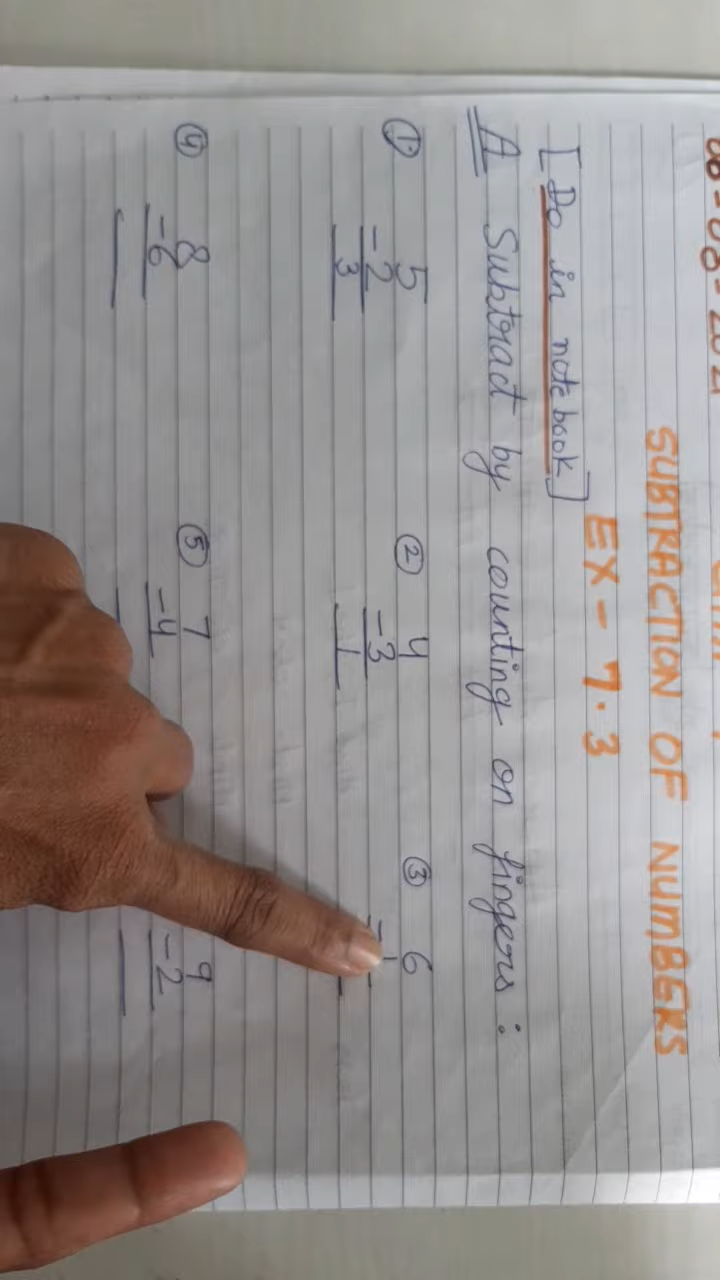 SUBTRACTION OF NUMBERS
EX - 7.3
[Do in notebook]
A Subtract by counting on fingers:
① 5 ② 4 ③ 6
-2 -3 -1
3 1
④ 8 ⑤ 7 9
-6 -4 -2